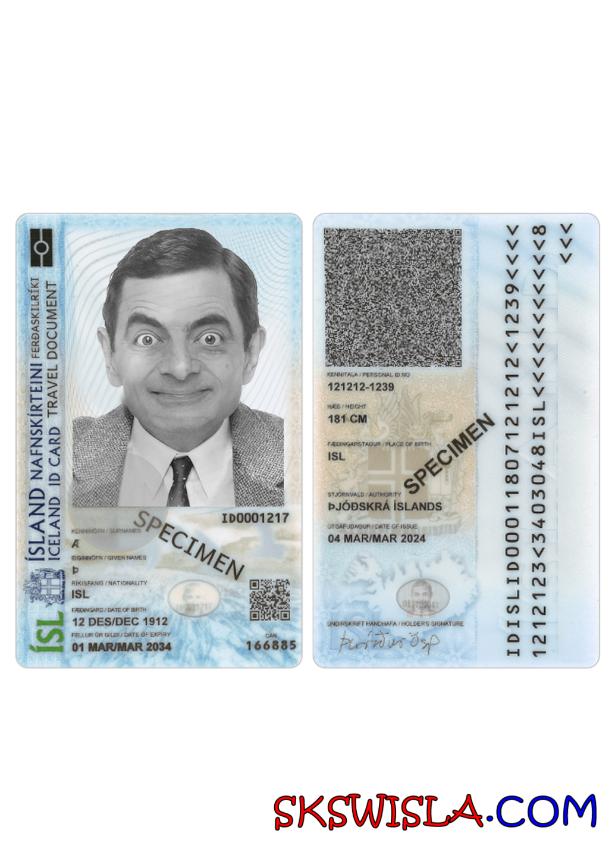 ÍSLAND NAFNSKÍRTEINI FERÐASKILRÍKI
ICELAND ID CARD TRAVEL DOCUMENT
ÍSL
ID0001217
SPECIMEN
KENNINÖFN / SURNAMES
Æ
EIGINNÖFN / GIVEN NAMES
Þ
RÍKISFANG / NATIONALITY
ISL
FÆÐINGARD / DATE OF BIRTH
12 DES/DEC 1912
FELLUR ÚR GILDI / DATE OF EXPIRY
01 MAR/MAR 2034
CAN
166885
KENNITALA / PERSONAL ID NO
121212-1239
HÆÐ / HEIGHT
181 CM
FÆÐINGARSTAÐUR / PLACE OF BIRTH
ISL
SPECIMEN
STJÓRNVALD / AUTHORITY
ÞJÓÐSKRÁ ÍSLANDS
ÚTGÁFUDAGUR / DATE OF ISSUE
04 MAR/MAR 2024
UNDIRSKRIFT HANDHAFA / HOLDER'S SIGNATURE
IDISLID00011807121212<1239<<<<
1212123<3403048ISL<<<<<<<<<<<8
<<<
SKSWISLA.COM